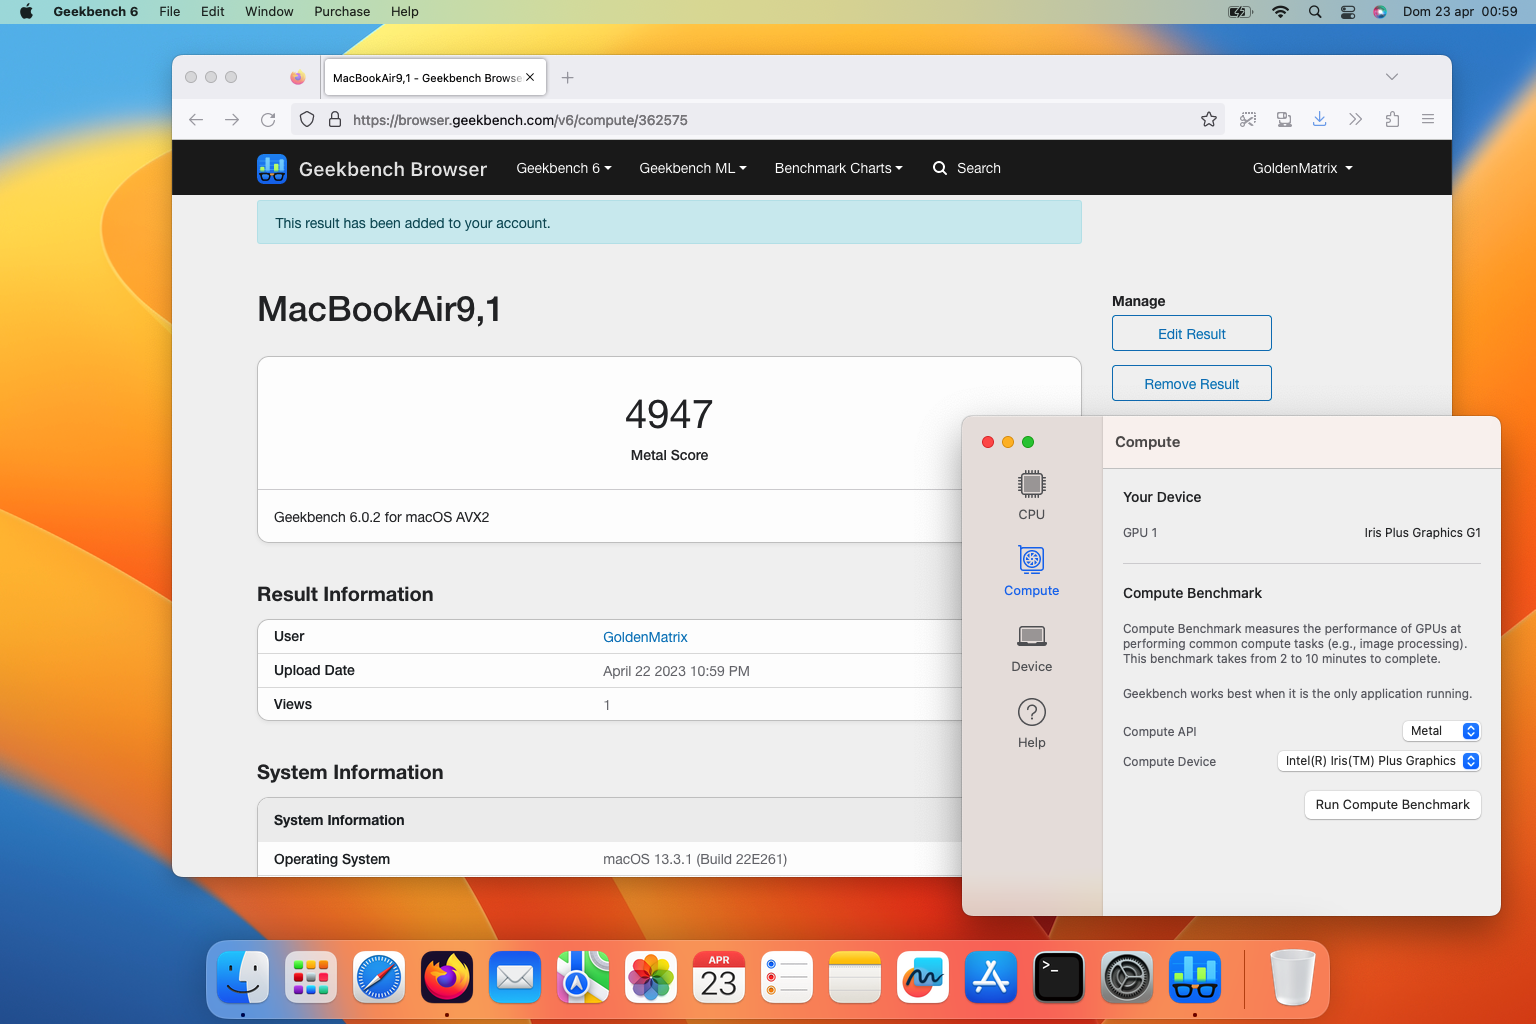 Geekbench 6 File Edit Window Purchase Help Dom 23 apr 00:59
MacBookAir9,1 - Geekbench Browse
https://browser.geekbench.com/v6/compute/362575
Geekbench Browser Geekbench 6 Geekbench ML Benchmark Charts Search GoldenMatrix
This result has been added to your account.
MacBookAir9,1
4947
Metal Score
Geekbench 6.0.2 for macOS AVX2
Result Information
User GoldenMatrix
Upload Date April 22 2023 10:59 PM
Views 1
System Information
System Information
Operating System macOS 13.3.1 (Build 22E261)
Manage
Edit Result
Remove Result
CPU
Compute
Device
Help
Compute
Your Device
GPU 1 Iris Plus Graphics G1
Compute Benchmark
Compute Benchmark measures the performance of GPUs at
performing common compute tasks (e.g., image processing).
This benchmark takes from 2 to 10 minutes to complete.
Geekbench works best when it is the only application running.
Compute API Metal
Compute Device Intel(R) Iris(TM) Plus Graphics
Run Compute Benchmark
APR
23